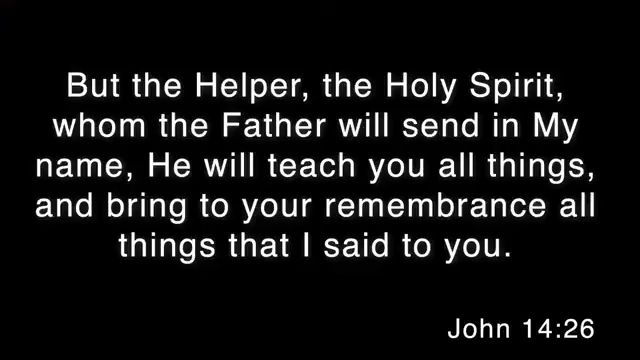 But the Helper, the Holy Spirit,
whom the Father will send in My
name, He will teach you all things,
and bring to your remembrance all
things that I said to you.
John 14:26